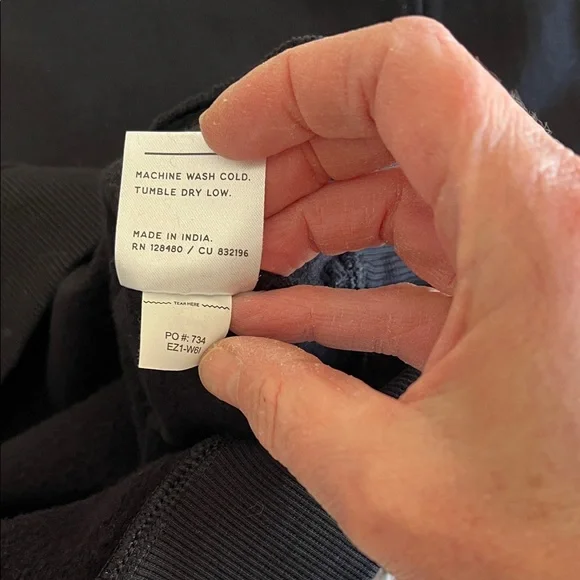 MACHINE WASH COLD.
TUMBLE DRY LOW.
MADE IN INDIA.
RN 128480 / CU 832196
TEAR HERE
PO #: 734